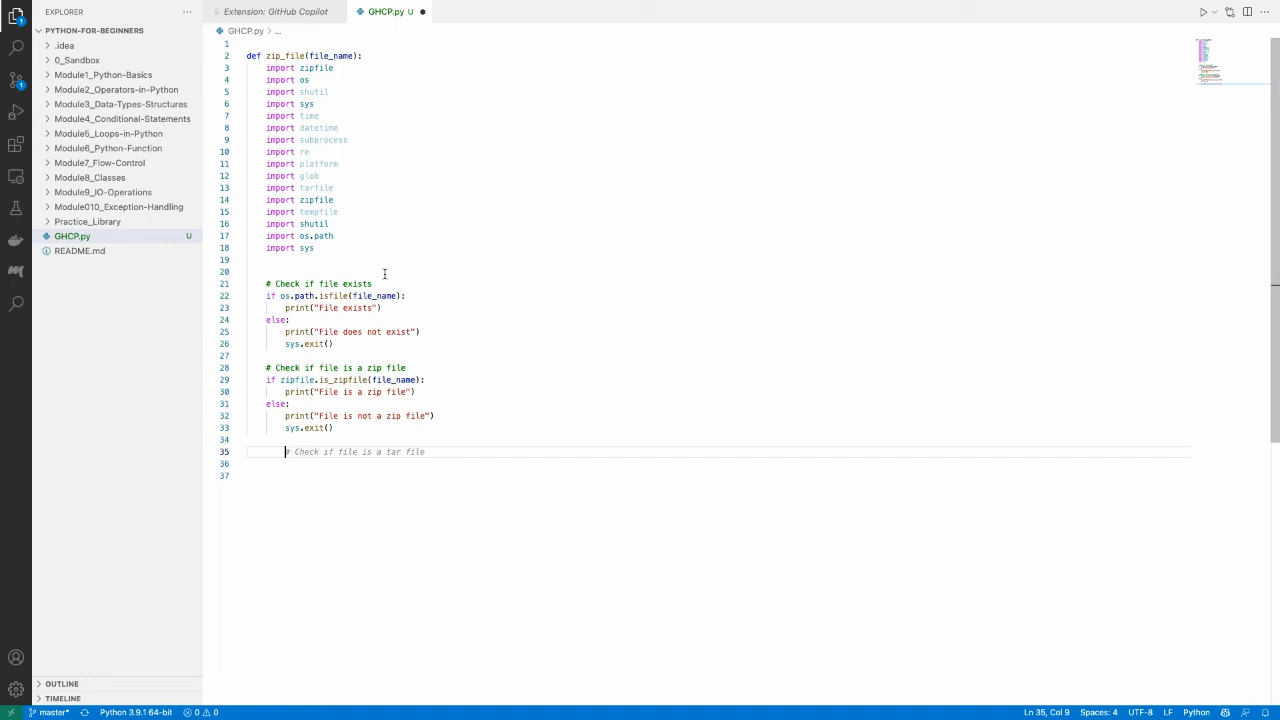 EXPLORER
Extension: GitHub Copilot
GHCP.py U
PYTHON-FOR-BEGINNERS
.idea
0_Sandbox
Module1_Python-Basics
Module2_Operators-in-Python
Module3_Data-Types-Structures
Module4_Conditional-Statements
Module5_Loops-in-Python
Module6_Python-Function
Module7_Flow-Control
Module8_Classes
Module9_IO-Operations
Module010_Exception-Handling
Practice_Library
GHCP.py U
README.md
OUTLINE
TIMELINE
GHCP.py > ...
1
2 def zip_file(file_name):
3 import zipfile
4 import os
5 import shutil
6 import sys
7 import time
8 import datetime
9 import subprocess
10 import re
11 import platform
12 import glob
13 import tarfile
14 import zipfile
15 import tempfile
16 import shutil
17 import os.path
18 import sys
19
20
21 # Check if file exists
22 if os.path.isfile(file_name):
23 print("File exists")
24 else:
25 print("File does not exist")
26 sys.exit()
27
28 # Check if file is a zip file
29 if zipfile.is_zipfile(file_name):
30 print("File is a zip file")
31 else:
32 print("File is not a zip file")
33 sys.exit()
34
35 # Check if file is a tar file
36
37
master* Python 3.9.1 64-bit 0 0 Ln 35, Col 9 Spaces: 4 UTF-8 LF Python